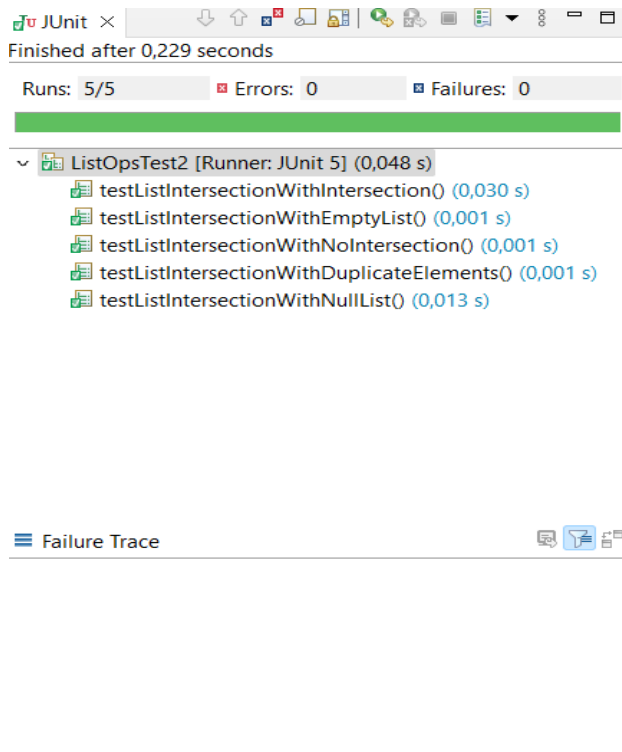 JU JUnit
Finished after 0,229 seconds
Runs: 5/5 Errors: 0 Failures: 0
ListOpsTest2 [Runner: JUnit 5] (0,048 s)
testListIntersectionWithIntersection() (0,030 s)
testListIntersectionWithEmptyList() (0,001 s)
testListIntersectionWithNoIntersection() (0,001 s)
testListIntersectionWithDuplicateElements() (0,001 s)
testListIntersectionWithNullList() (0,013 s)
Failure Trace